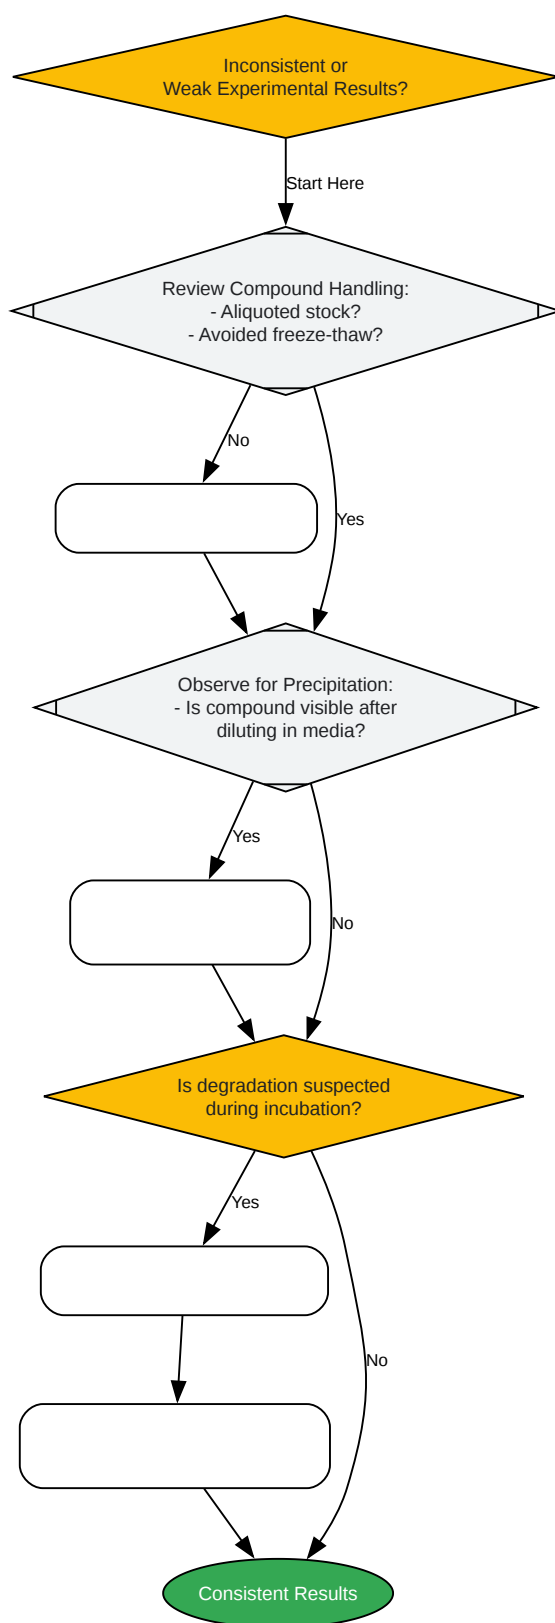 Inconsistent or
Weak Experimental Results?
Start Here
Review Compound Handling:
- Aliquoted stock?
- Avoided freeze-thaw?
No
Yes
Observe for Precipitation:
- Is compound visible after
diluting in media?
Yes
No
Is degradation suspected
during incubation?
Yes
No
Consistent Results